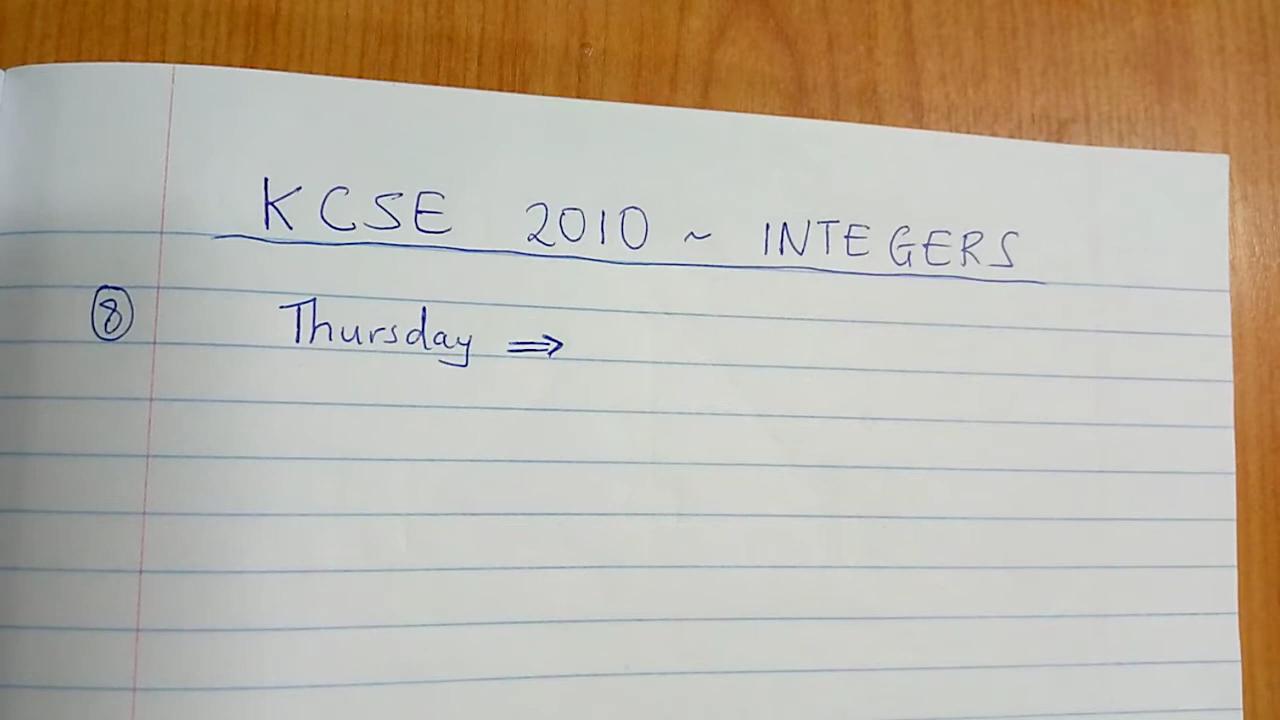 KCSE 2010 ~ INTEGERS
⑧ Thursday ⇒